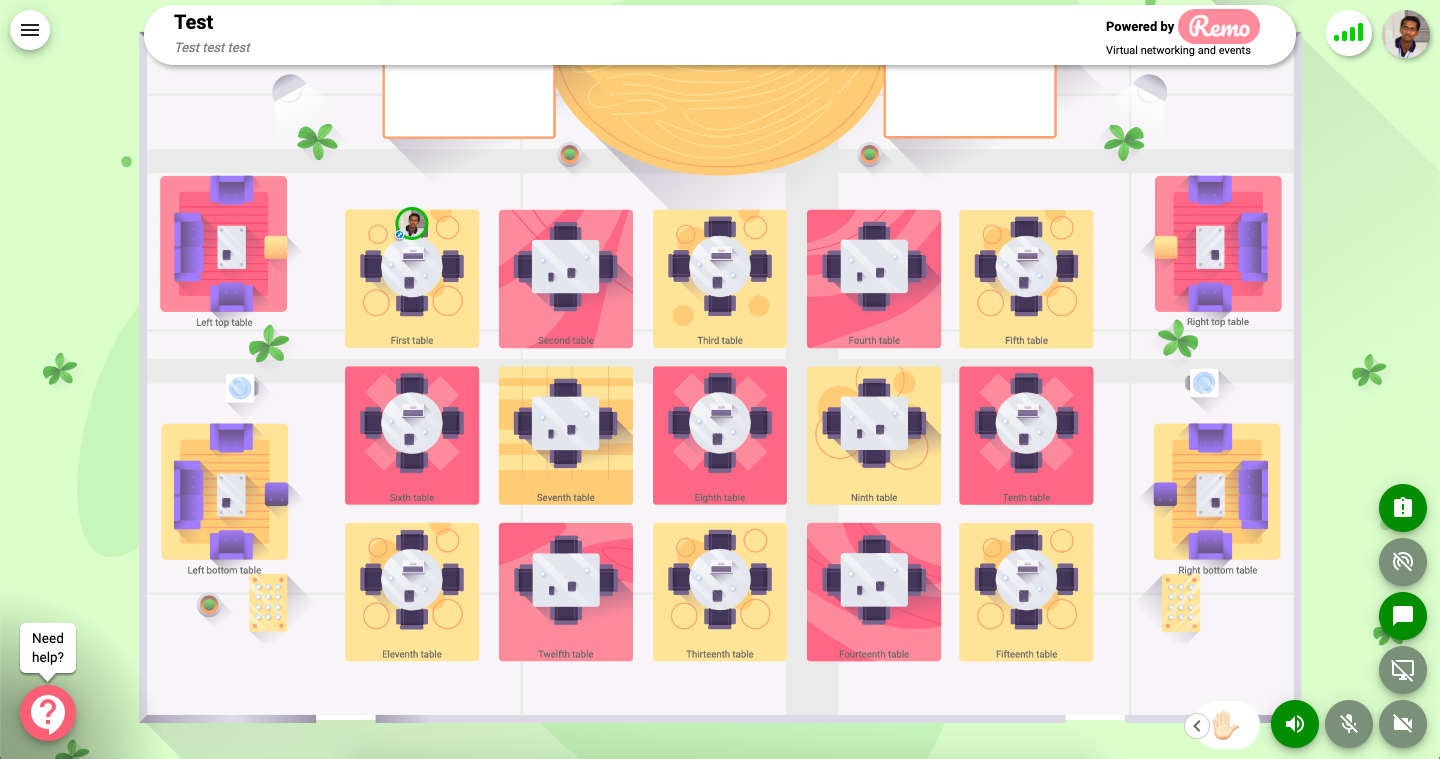 Test
Test test test
Powered by Remo
Virtual networking and events
Left top table
First table
Second table
Third table
Fourth table
Fifth table
Right top table
Sixth table
Seventh table
Eighth table
Ninth table
Tenth table
Left bottom table
Right bottom table
Eleventh table
Twelfth table
Thirteenth table
Fourteenth table
Fifteenth table
Need
help?